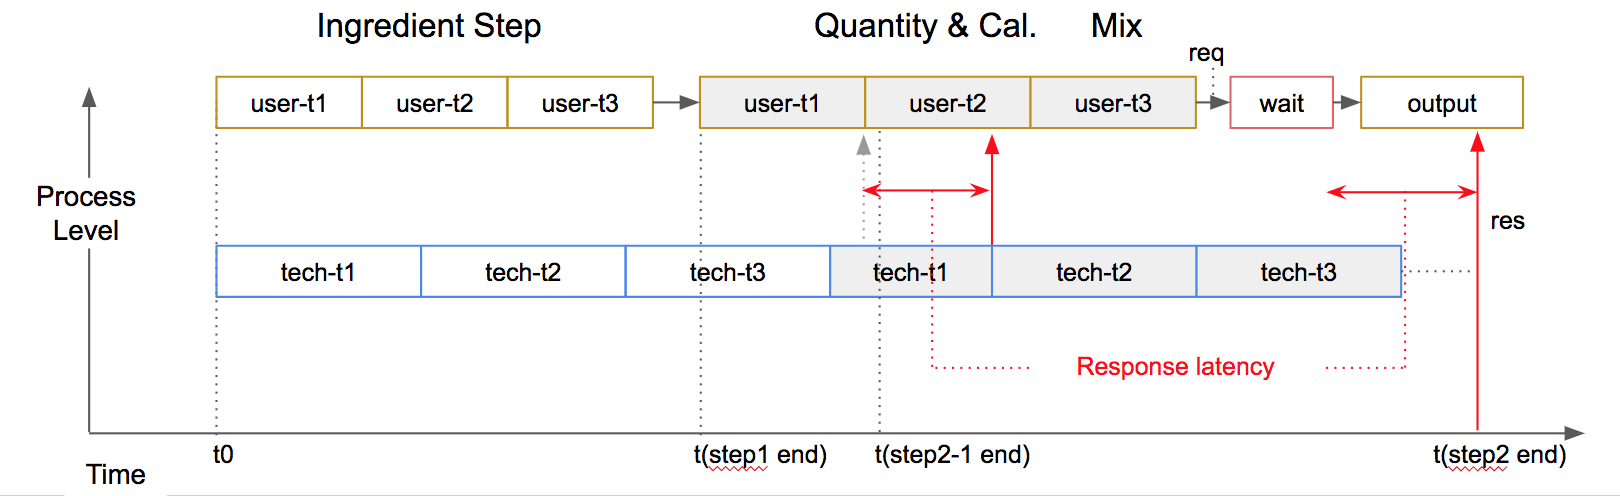 Ingredient Step
Quantity & Cal.
Mix
req
user-t1
user-t2
user-t3
user-t1
user-t2
user-t3
wait
output
Process
Level
res
tech-t1
tech-t2
tech-t3
tech-t1
tech-t2
tech-t3
Response latency
t0
t(step1 end)
t(step2-1 end)
t(step2 end)
Time